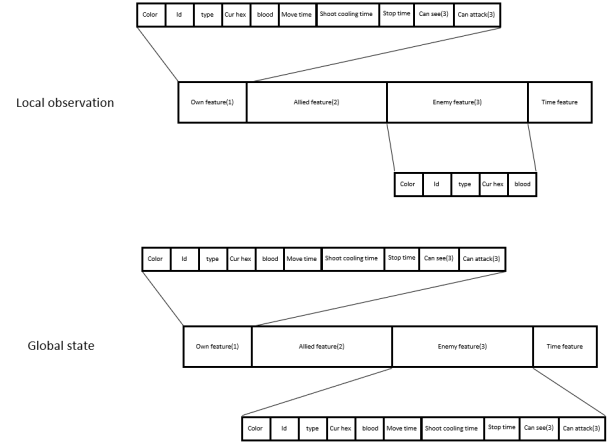 Color Id type Cur hex blood Move time Shoot cooling time Stop time Can see(3) Can attack(3)
Local observation
Own feature(1) Allied feature(2) Enemy feature(3) Time feature
Color Id type Cur hex blood
Color Id type Cur hex blood Move time Shoot cooling time Stop time Can see(3) Can attack(3)
Global state
Own feature(1) Allied feature(2) Enemy feature(3) Time feature
Color Id type Cur hex blood Move time Shoot cooling time Stop time Can see(3) Can attack(3)